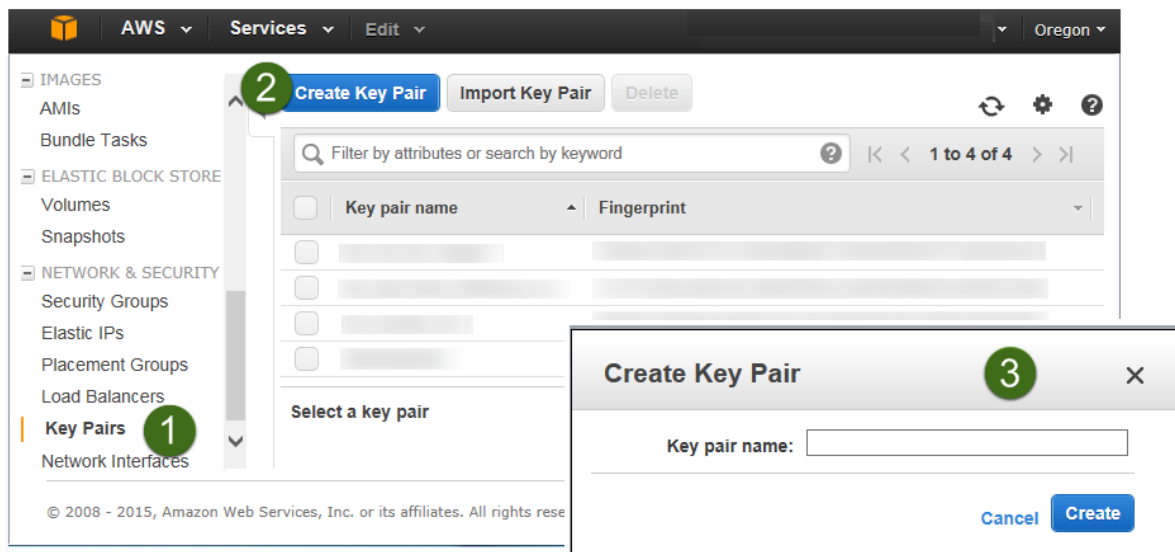 AWS Services Edit Oregon
IMAGES
AMIs
Bundle Tasks
ELASTIC BLOCK STORE
Volumes
Snapshots
NETWORK & SECURITY
Security Groups
Elastic IPs
Placement Groups
Load Balancers
Key Pairs 1
Network Interfaces
2 Create Key Pair Import Key Pair Delete
Filter by attributes or search by keyword ? 1 to 4 of 4
Key pair name Fingerprint
Select a key pair
Create Key Pair 3
Key pair name:
Cancel Create
© 2008 - 2015, Amazon Web Services, Inc. or its affiliates. All rights rese